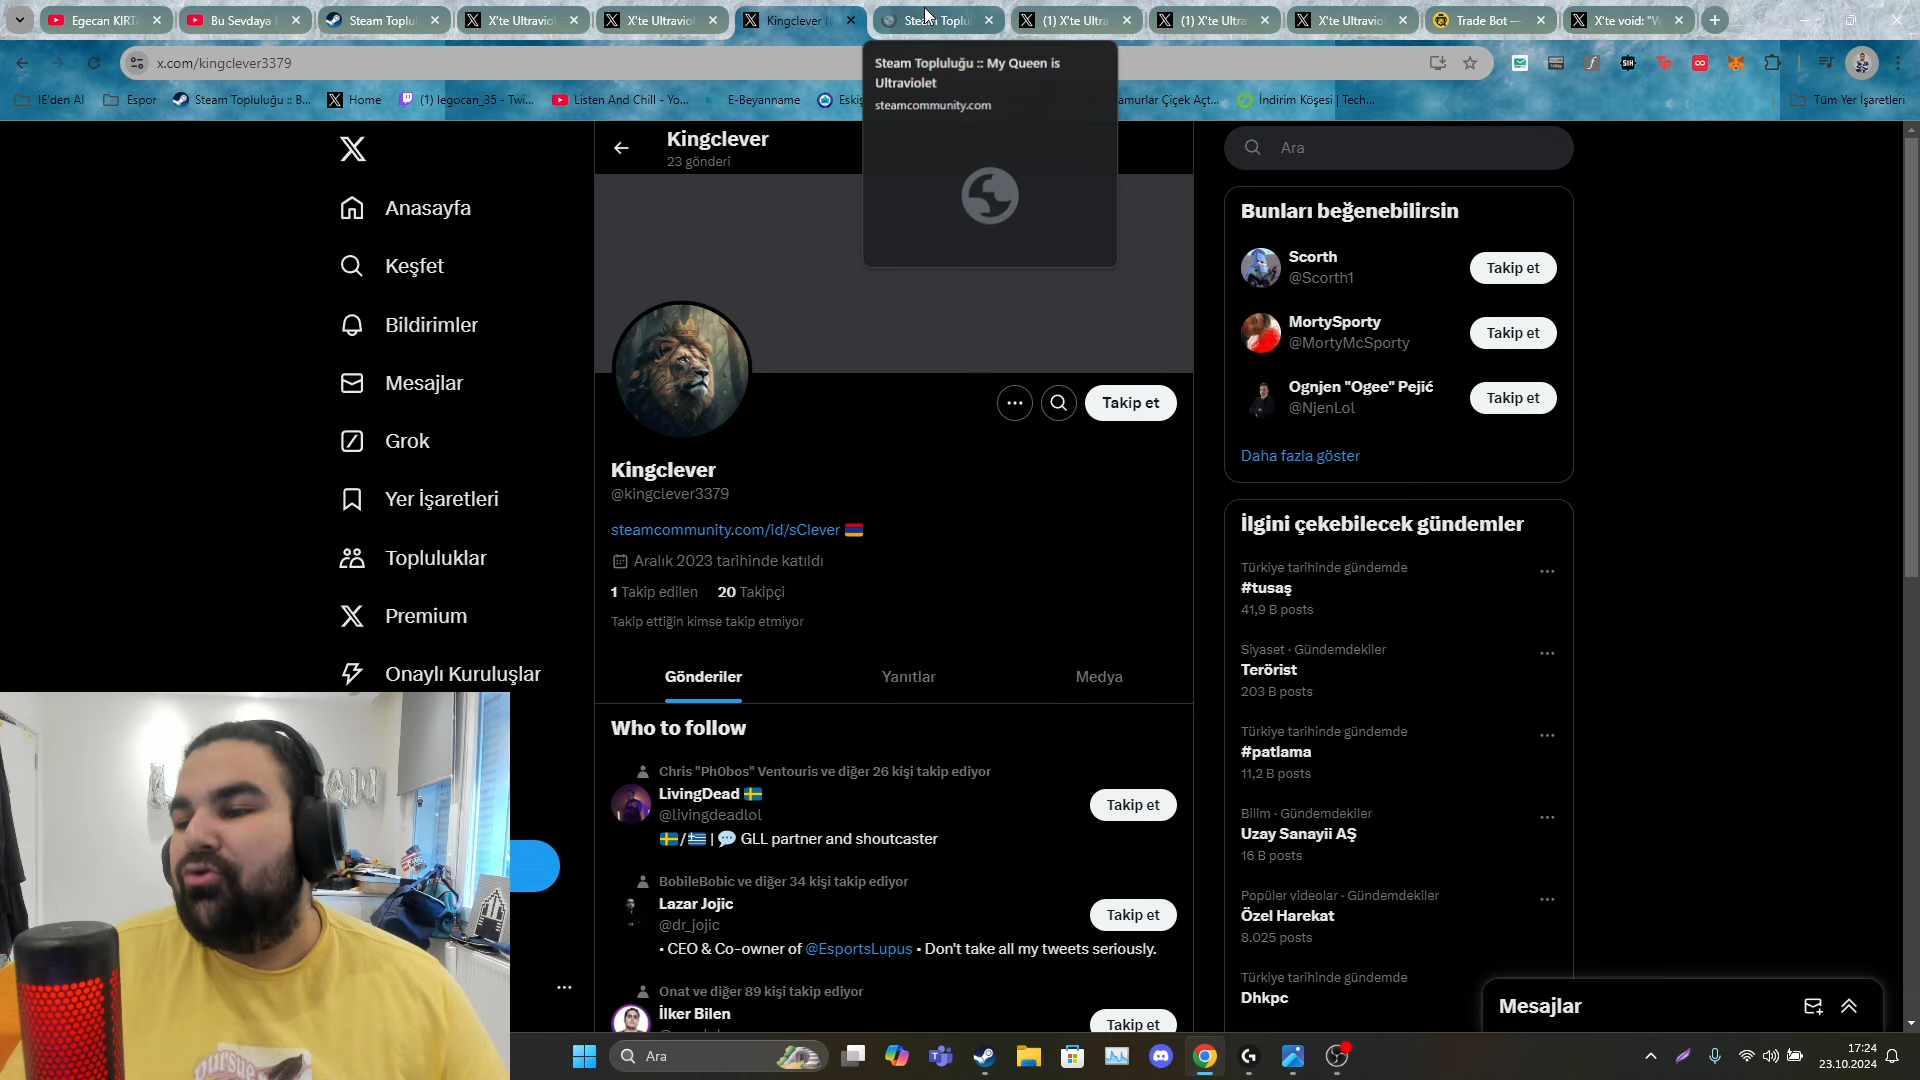 Egecan KIRT
Bu Sevdaya
Steam Toplu
X'te Ultravio
X'te Ultravio
Kingclever (
Steam Toplu
(1) X'te Ultra
(1) X'te Ultra
X'te Ultravio
Trade Bot —
X'te void: "W
x.com/kingclever3379
SIH
IE'den Al
Espor
Steam Topluluğu :: B...
Home
(1) legocan_35 - Twi...
Listen And Chill - Yo...
E-Beyanname
Eskiş
amurlar Çiçek Açt...
İndirim Köşesi | Tech...
Tüm Yer İşaretleri
Steam Topluluğu :: My Queen is
Ultraviolet
steamcommunity.com
Anasayfa
Keşfet
Bildirimler
Mesajlar
Grok
Yer İşaretleri
Topluluklar
Premium
Onaylı Kuruluşlar
Kingclever
23 gönderi
Takip et
Kingclever
@kingclever3379
steamcommunity.com/id/sClever
Aralık 2023 tarihinde katıldı
1 Takip edilen 20 Takipçi
Takip ettiğin kimse takip etmiyor
Gönderiler
Yanıtlar
Medya
Who to follow
Chris "Ph0bos" Ventouris ve diğer 26 kişi takip ediyor
LivingDead
@livingdeadlol
/ | GLL partner and shoutcaster
Takip et
BobileBobic ve diğer 34 kişi takip ediyor
Lazar Jojic
@dr_jojic
• CEO & Co-owner of @EsportsLupus • Don't take all my tweets seriously.
Takip et
Onat ve diğer 89 kişi takip ediyor
İlker Bilen
Takip et
Ara
Bunları beğenebilirsin
Scorth
@Scorth1
Takip et
MortySporty
@MortyMcSporty
Takip et
Ognjen "Ogee" Pejić
@NjenLol
Takip et
Daha fazla göster
İlgini çekebilecek gündemler
Türkiye tarihinde gündemde
#tusaş
41,9 B posts
Siyaset · Gündemdekiler
Terörist
203 B posts
Türkiye tarihinde gündemde
#patlama
11,2 B posts
Bilim · Gündemdekiler
Uzay Sanayii AŞ
16 B posts
Popüler videolar · Gündemdekiler
Özel Harekat
8.025 posts
Türkiye tarihinde gündemde
Dhkpc
Mesajlar
Ara
17:24
23.10.2024